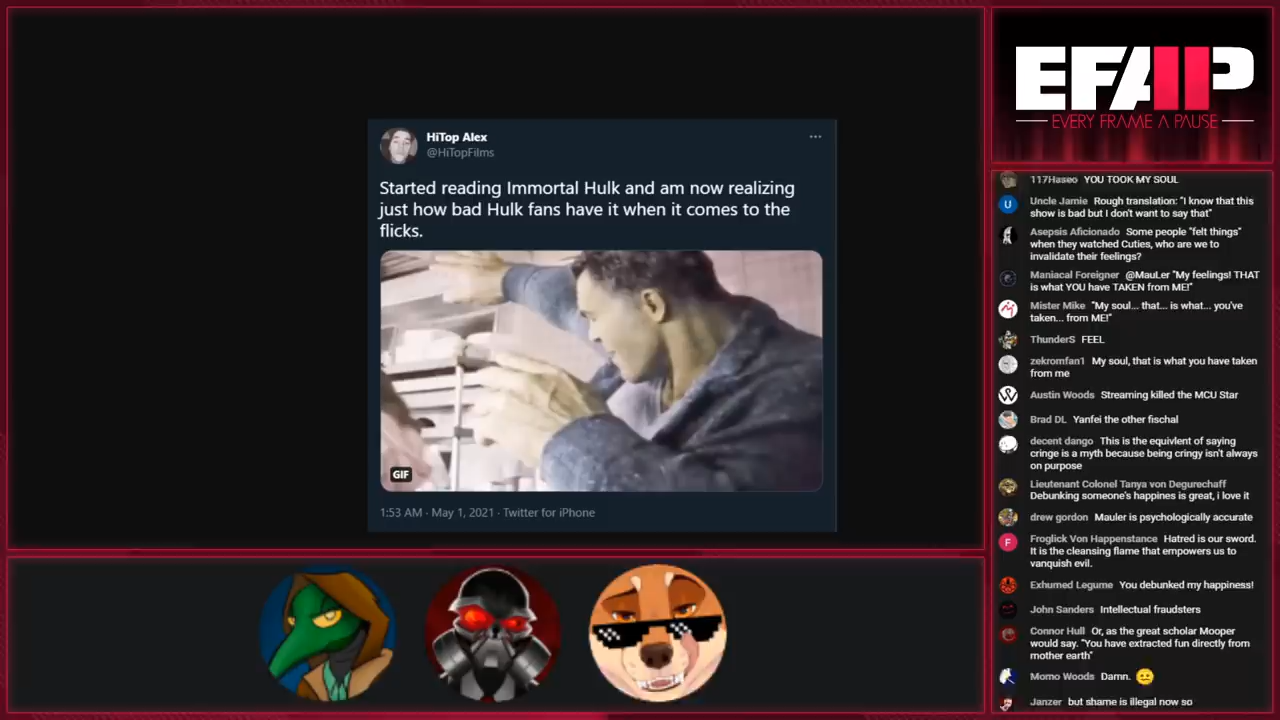 HiTop Alex
@HiTopFilms
Started reading Immortal Hulk and am now realizing
just how bad Hulk fans have it when it comes to the
flicks.
GIF
1:53 AM · May 1, 2021 · Twitter for iPhone
EFAP
EVERY FRAME A PAUSE
117Haseo YOU TOOK MY SOUL
Uncle Jamie Rough translation: "I know that this
show is bad but I don't want to say that"
Asepsis Aficionado Some people "felt things"
when they watched Cuties, who are we to
invalidate their feelings?
Maniacal Foreigner @MauLer "My feelings! THAT
is what YOU have TAKEN from ME!"
Mister Mike "My soul... that... is what... you've
taken... from ME!"
ThunderS FEEL
zekromfan1 My soul, that is what you have taken
from me
Austin Woods Streaming killed the MCU Star
Brad DL Yanfei the other fischal
decent dango This is the equivlent of saying
cringe is a myth because being cringy isn't always
on purpose
Lieutenant Colonel Tanya von Degurechaff
Debunking someone's happines is great, i love it
drew gordon Mauler is psychologically accurate
Froglick Von Happenstance Hatred is our sword.
It is the cleansing flame that empowers us to
vanquish evil.
Exhumed Legume You debunked my happiness!
John Sanders Intellectual fraudsters
Connor Hull Or, as the great scholar Mooper
would say. "You have extracted fun directly from
mother earth"
Momo Woods Damn. 😐
Janzer but shame is illegal now so
U
F